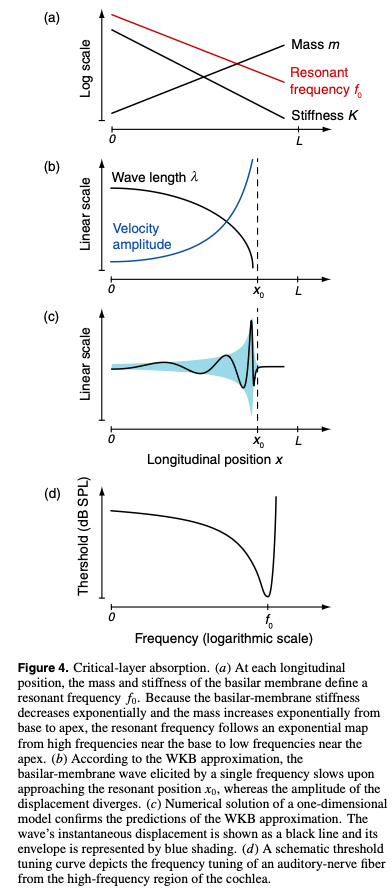 (a)
Log scale
Mass m
Resonant
frequency f₀
Stiffness K
0
L
(b)
Linear scale
Wave length λ
Velocity
amplitude
0
x₀
L
(c)
Linear scale
0
x₀
L
Longitudinal position x
(d)
Thershold (dB SPL)
0
f₀
Frequency (logarithmic scale)
Figure 4. Critical-layer absorption. (a) At each longitudinal
position, the mass and stiffness of the basilar membrane define a
resonant frequency f₀. Because the basilar-membrane stiffness
decreases exponentially and the mass increases exponentially from
base to apex, the resonant frequency follows an exponential map
from high frequencies near the base to low frequencies near the
apex. (b) According to the WKB approximation, the
basilar-membrane wave elicited by a single frequency slows upon
approaching the resonant position x₀, whereas the amplitude of the
displacement diverges. (c) Numerical solution of a one-dimensional
model confirms the predictions of the WKB approximation. The
wave's instantaneous displacement is shown as a black line and its
envelope is represented by blue shading. (d) A schematic threshold
tuning curve depicts the frequency tuning of an auditory-nerve fiber
from the high-frequency region of the cochlea.